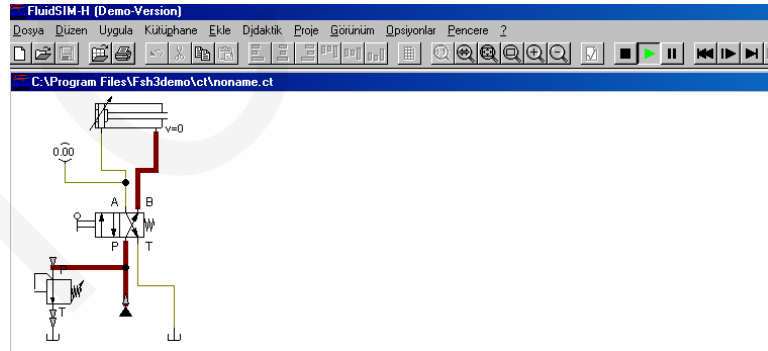 FluidSIM-H (Demo-Version)
Dosya Düzen Uygula Kütüphane Ekle Didaktik Proje Görünüm Opsiyonlar Pencere ?
C:\Program Files\Fsh3demo\ct\noname.ct
v=0
0.00
A B
P T
P
T